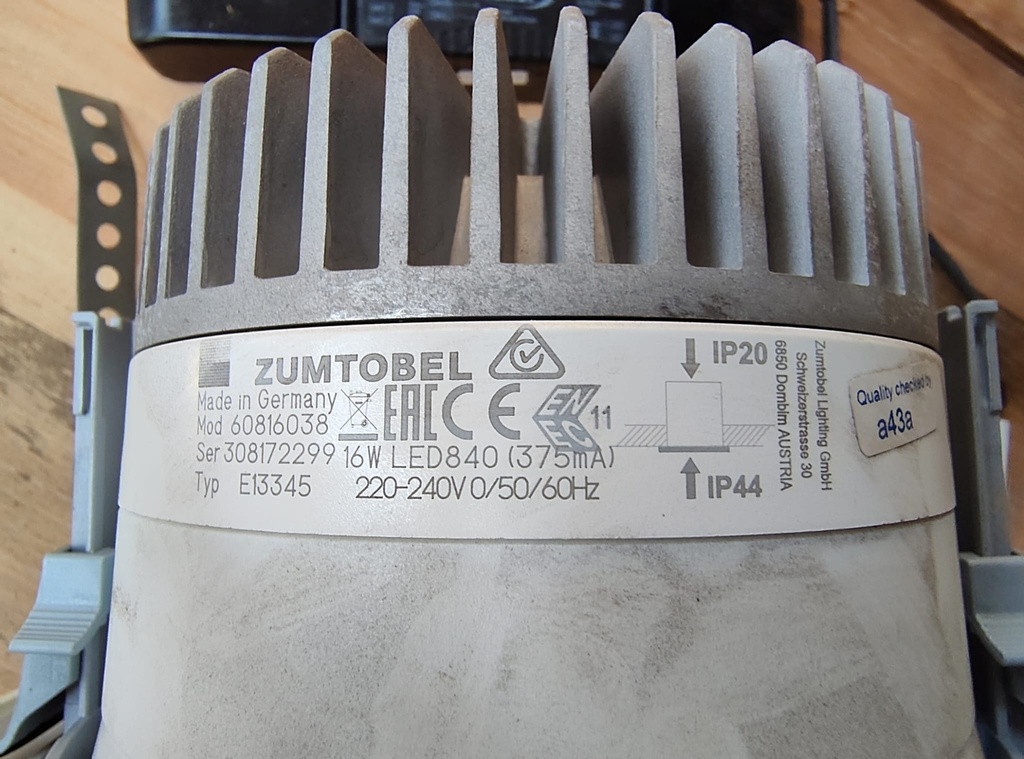 ZUMTOBEL
Made in Germany
Mod 60816038
Ser 308172299 16W LED840 (375mA)
Typ E13345 220-240V 0/50/60Hz
EAC CE
ENEC 11
IP20
IP44
Zumtobel Lighting GmbH
Schweizerstrasse 30
6850 Dornbirn AUSTRIA
Quality checked by
a43a